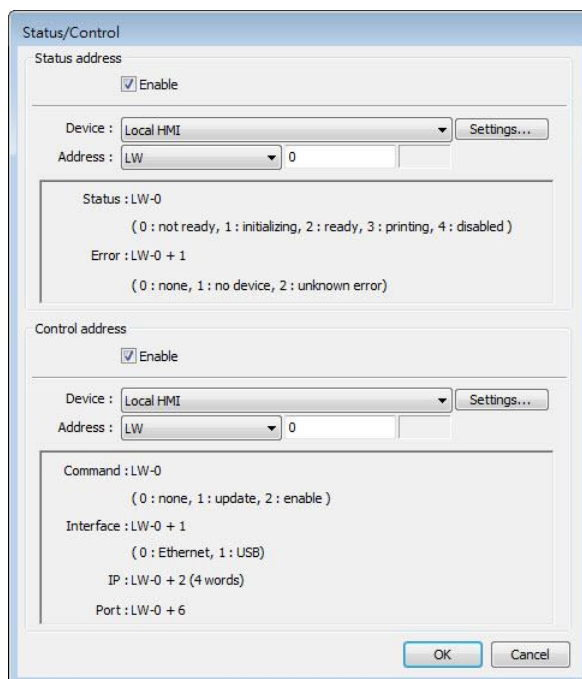 Status/Control
Status address
Enable
Device : Local HMI Settings...
Address : LW 0
Status : LW-0
( 0 : not ready, 1 : initializing, 2 : ready, 3 : printing, 4 : disabled )
Error : LW-0 + 1
( 0 : none, 1 : no device, 2 : unknown error)
Control address
Enable
Device : Local HMI Settings...
Address : LW 0
Command : LW-0
( 0 : none, 1 : update, 2 : enable )
Interface : LW-0 + 1
( 0 : Ethernet, 1 : USB)
IP : LW-0 + 2 (4 words)
Port : LW-0 + 6
OK Cancel